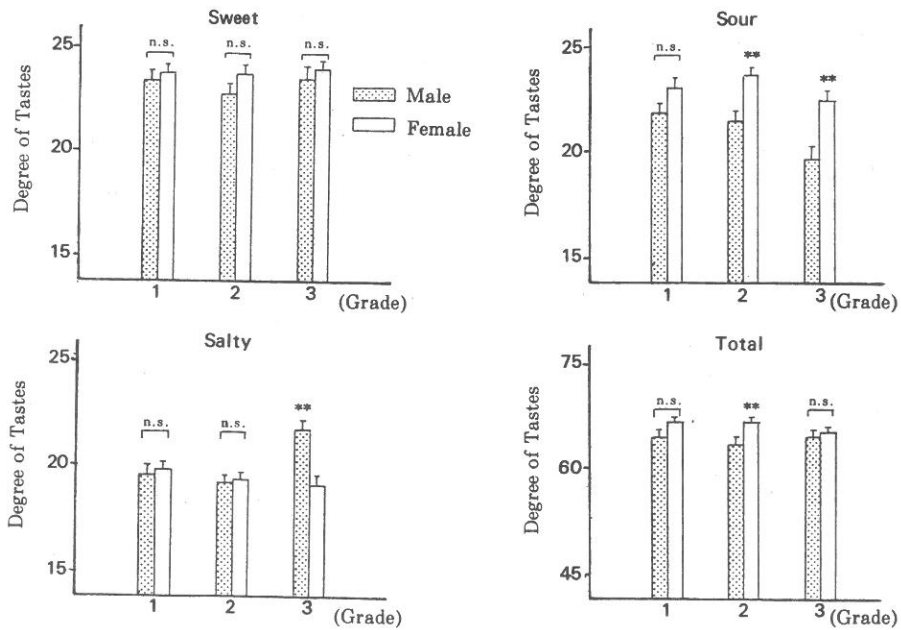 Sweet
Degree of Tastes
25
20
15
n.s.
n.s.
n.s.
1
2
3
(Grade)
Male
Female
Sour
Degree of Tastes
25
20
15
n.s.
**
**
1
2
3
(Grade)
Salty
Degree of Tastes
25
20
15
n.s.
n.s.
**
1
2
3
(Grade)
Total
Degree of Tastes
75
60
45
n.s.
**
n.s.
1
2
3
(Grade)